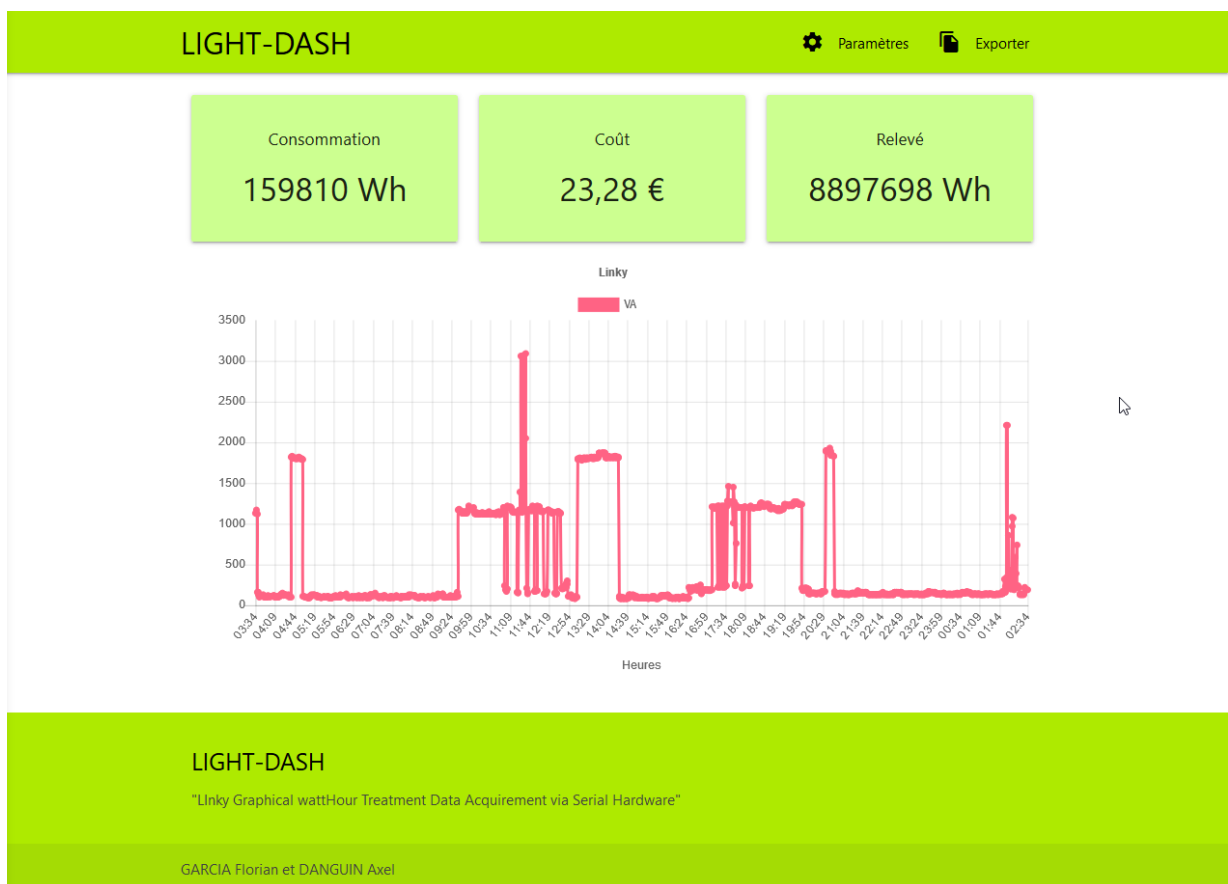 LIGHT-DASH
Paramètres
Exporter
Consommation
159810 Wh
Coût
23,28 €
Relevé
8897698 Wh
Linky
VA
3500
3000
2500
2000
1500
1000
500
0
03:34 04:09 04:44 05:19 05:54 06:29 07:04 07:39 08:14 08:49 09:24 09:59 10:34 11:09 11:44 12:19 12:54 13:29 14:04 14:39 15:14 15:49 16:24 16:59 17:34 18:09 18:44 19:19 19:54 20:29 21:04 21:39 22:14 22:49 23:24 23:59 00:34 01:09 01:44 02:34
Heures
LIGHT-DASH
"LInky Graphical wattHour Treatment Data Acquirement via Serial Hardware"
GARCIA Florian et DANGUIN Axel